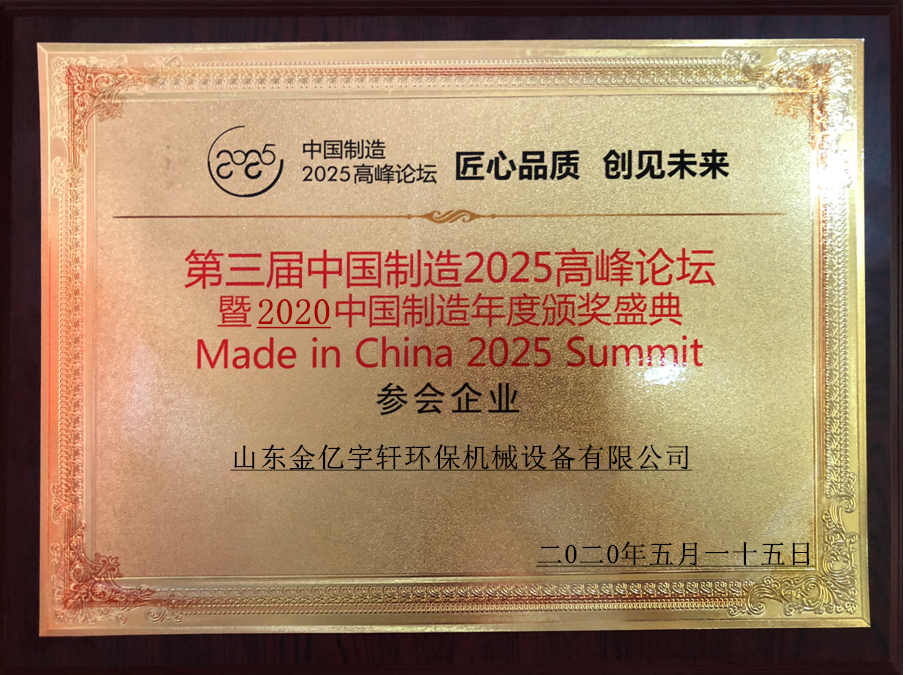 2025
中国制造
2025高峰论坛 匠心品质 创见未来
第三届中国制造2025高峰论坛
暨2020中国制造年度颁奖盛典
Made in China 2025 Summit
参会企业
山东金亿宇轩环保机械设备有限公司
二0二0年五月一十五日